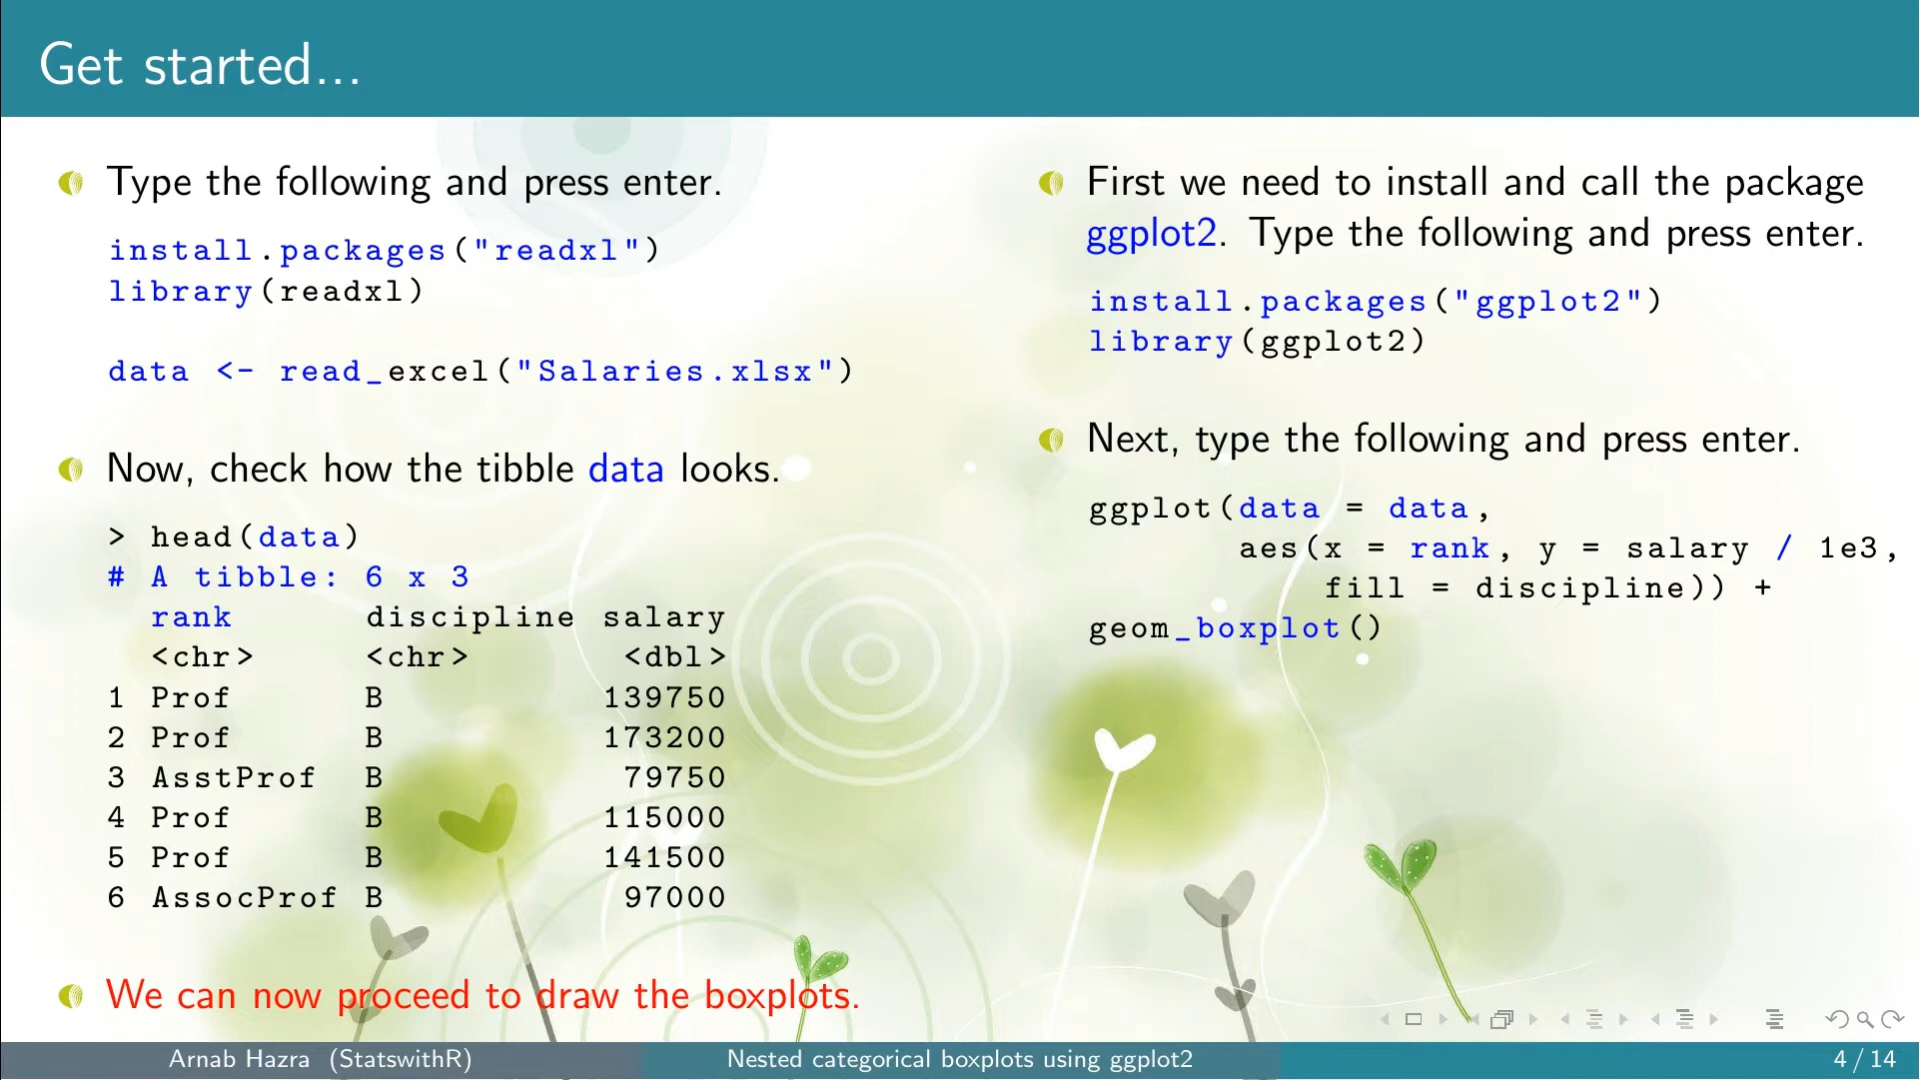 Get started...
Type the following and press enter.
install.packages("readxl")
library(readxl)
data <- read_excel("Salaries.xlsx")
Now, check how the tibble data looks.
> head(data)
# A tibble: 6 x 3
rank discipline salary
<chr> <chr> <dbl>
1 Prof B 139750
2 Prof B 173200
3 AsstProf B 79750
4 Prof B 115000
5 Prof B 141500
6 AssocProf B 97000
We can now proceed to draw the boxplots.
First we need to install and call the package
ggplot2. Type the following and press enter.
install.packages("ggplot2")
library(ggplot2)
Next, type the following and press enter.
ggplot(data = data,
aes(x = rank, y = salary / 1e3,
fill = discipline)) +
geom_boxplot()
Arnab Hazra (StatswithR)
Nested categorical boxplots using ggplot2
4 / 14